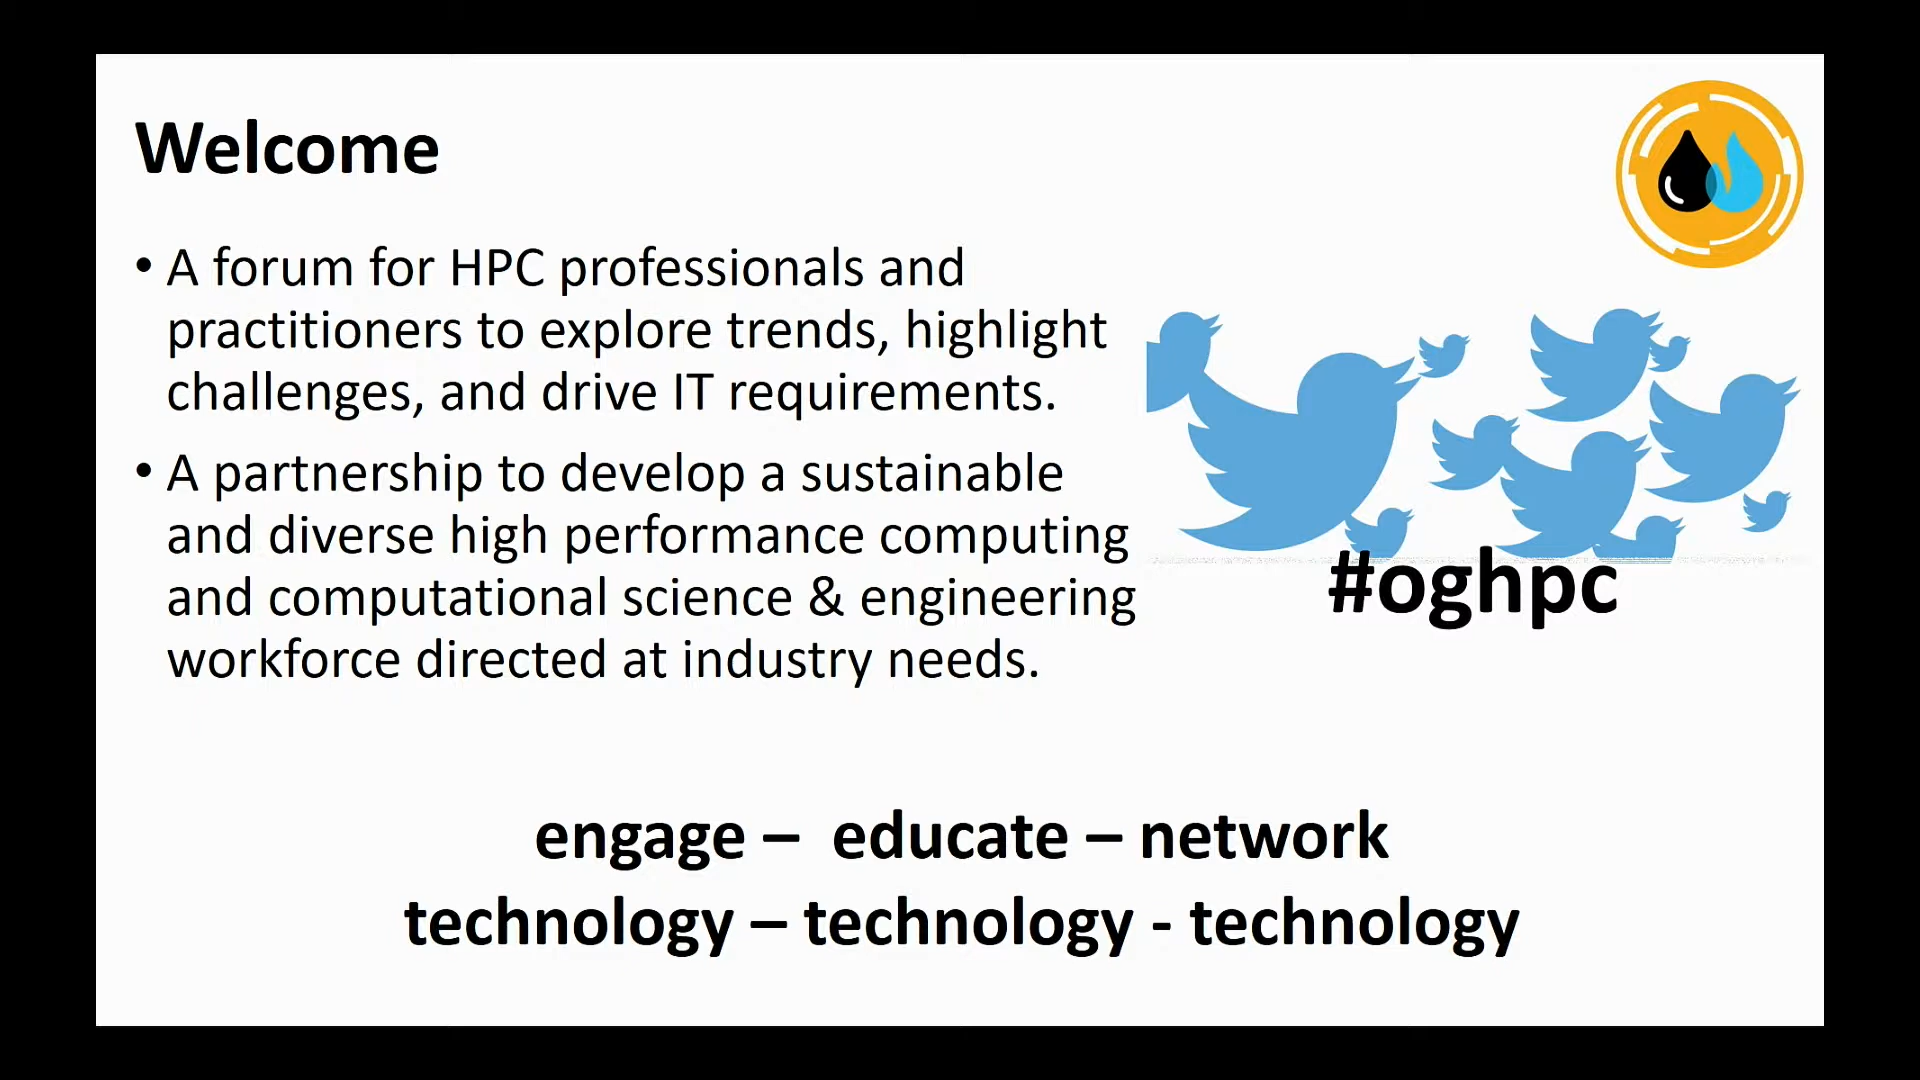 Welcome
• A forum for HPC professionals and
practitioners to explore trends, highlight
challenges, and drive IT requirements.
• A partnership to develop a sustainable
and diverse high performance computing
and computational science & engineering
workforce directed at industry needs.
#oghpc
engage –  educate – network
technology – technology - technology